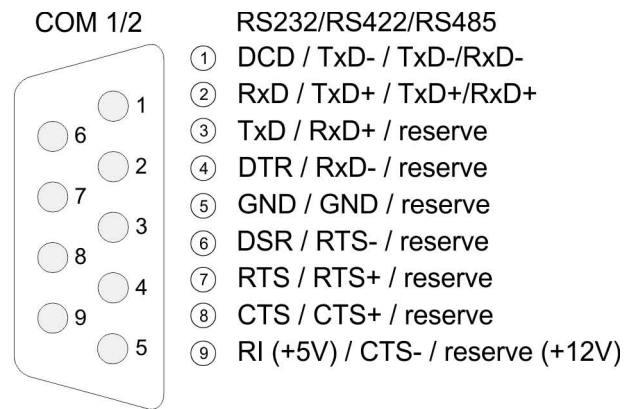 COM 1/2
RS232/RS422/RS485
1 DCD / TxD- / TxD-/RxD-
2 RxD / TxD+ / TxD+/RxD+
3 TxD / RxD+ / reserve
4 DTR / RxD- / reserve
5 GND / GND / reserve
6 DSR / RTS- / reserve
7 RTS / RTS+ / reserve
8 CTS / CTS+ / reserve
9 RI (+5V) / CTS- / reserve (+12V)
1
6
2
7
3
8
4
9
5